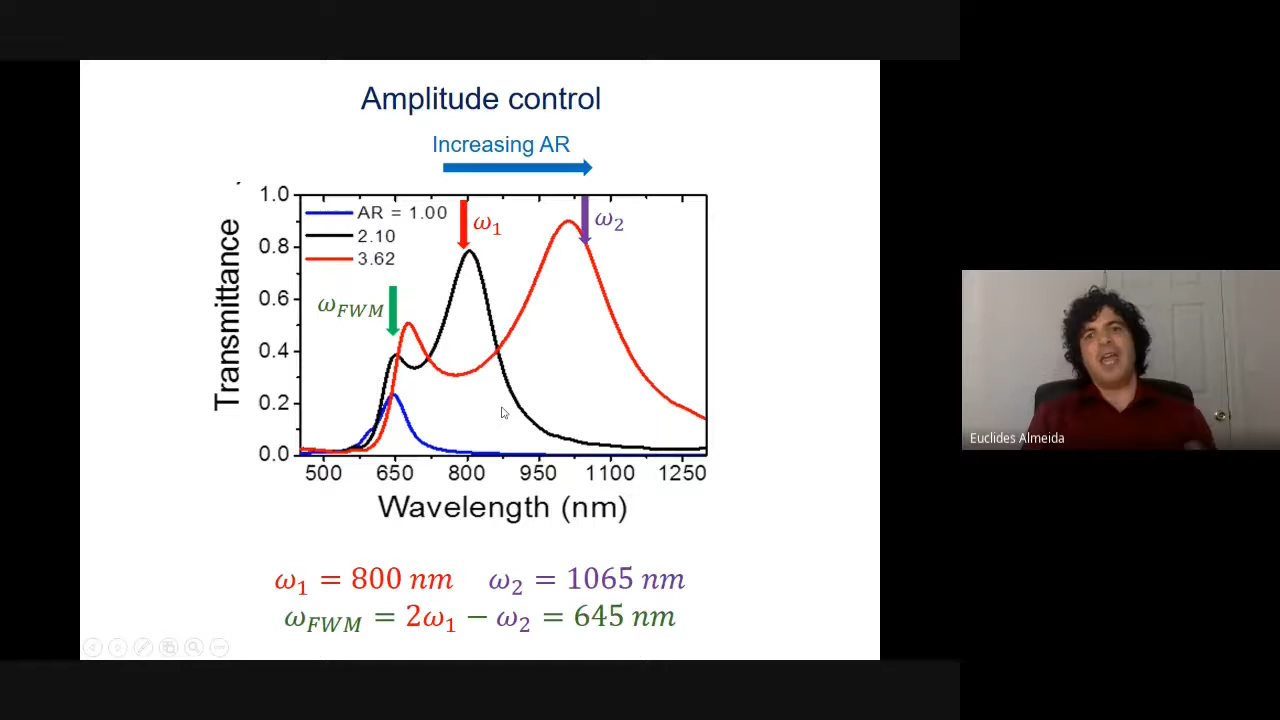 Amplitude control
Increasing AR
Transmittance
1.0
0.8
0.6
0.4
0.2
0.0
AR = 1.00
2.10
3.62
ω₁
ω₂
ω_FWM
500 650 800 950 1100 1250
Wavelength (nm)
ω₁ = 800 nm ω₂ = 1065 nm
ω_FWM = 2ω₁ − ω₂ = 645 nm
Euclides Almeida